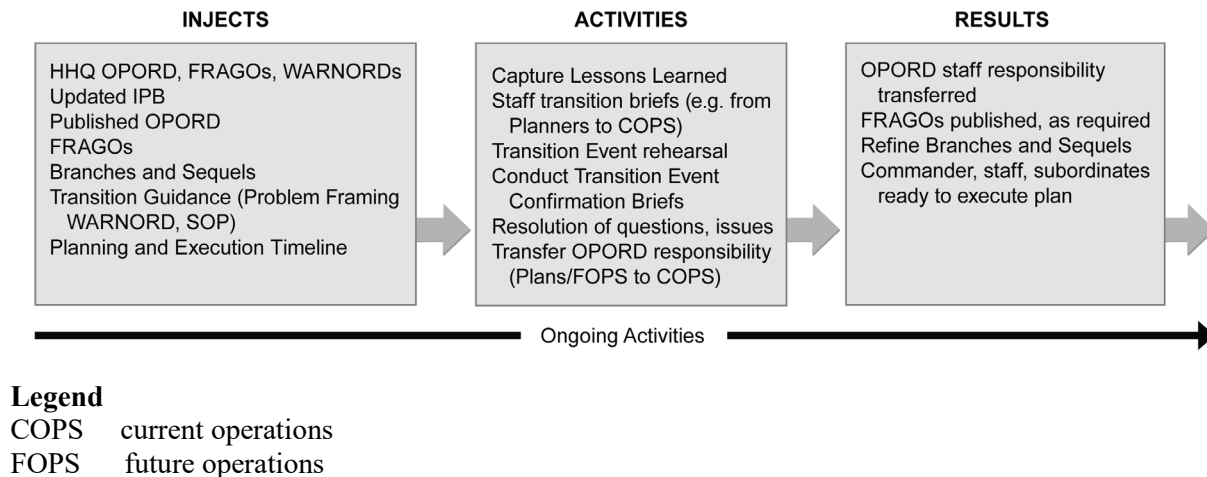 INJECTS
HHQ OPORD, FRAGOs, WARNORDs
Updated IPB
Published OPORD
FRAGOs
Branches and Sequels
Transition Guidance (Problem Framing
WARNORD, SOP)
Planning and Execution Timeline
ACTIVITIES
Capture Lessons Learned
Staff transition briefs (e.g. from
Planners to COPS)
Transition Event rehearsal
Conduct Transition Event
Confirmation Briefs
Resolution of questions, issues
Transfer OPORD responsibility
(Plans/FOPS to COPS)
RESULTS
OPORD staff responsibility
transferred
FRAGOs published, as required
Refine Branches and Sequels
Commander, staff, subordinates
ready to execute plan
Ongoing Activities
Legend
COPS current operations
FOPS future operations